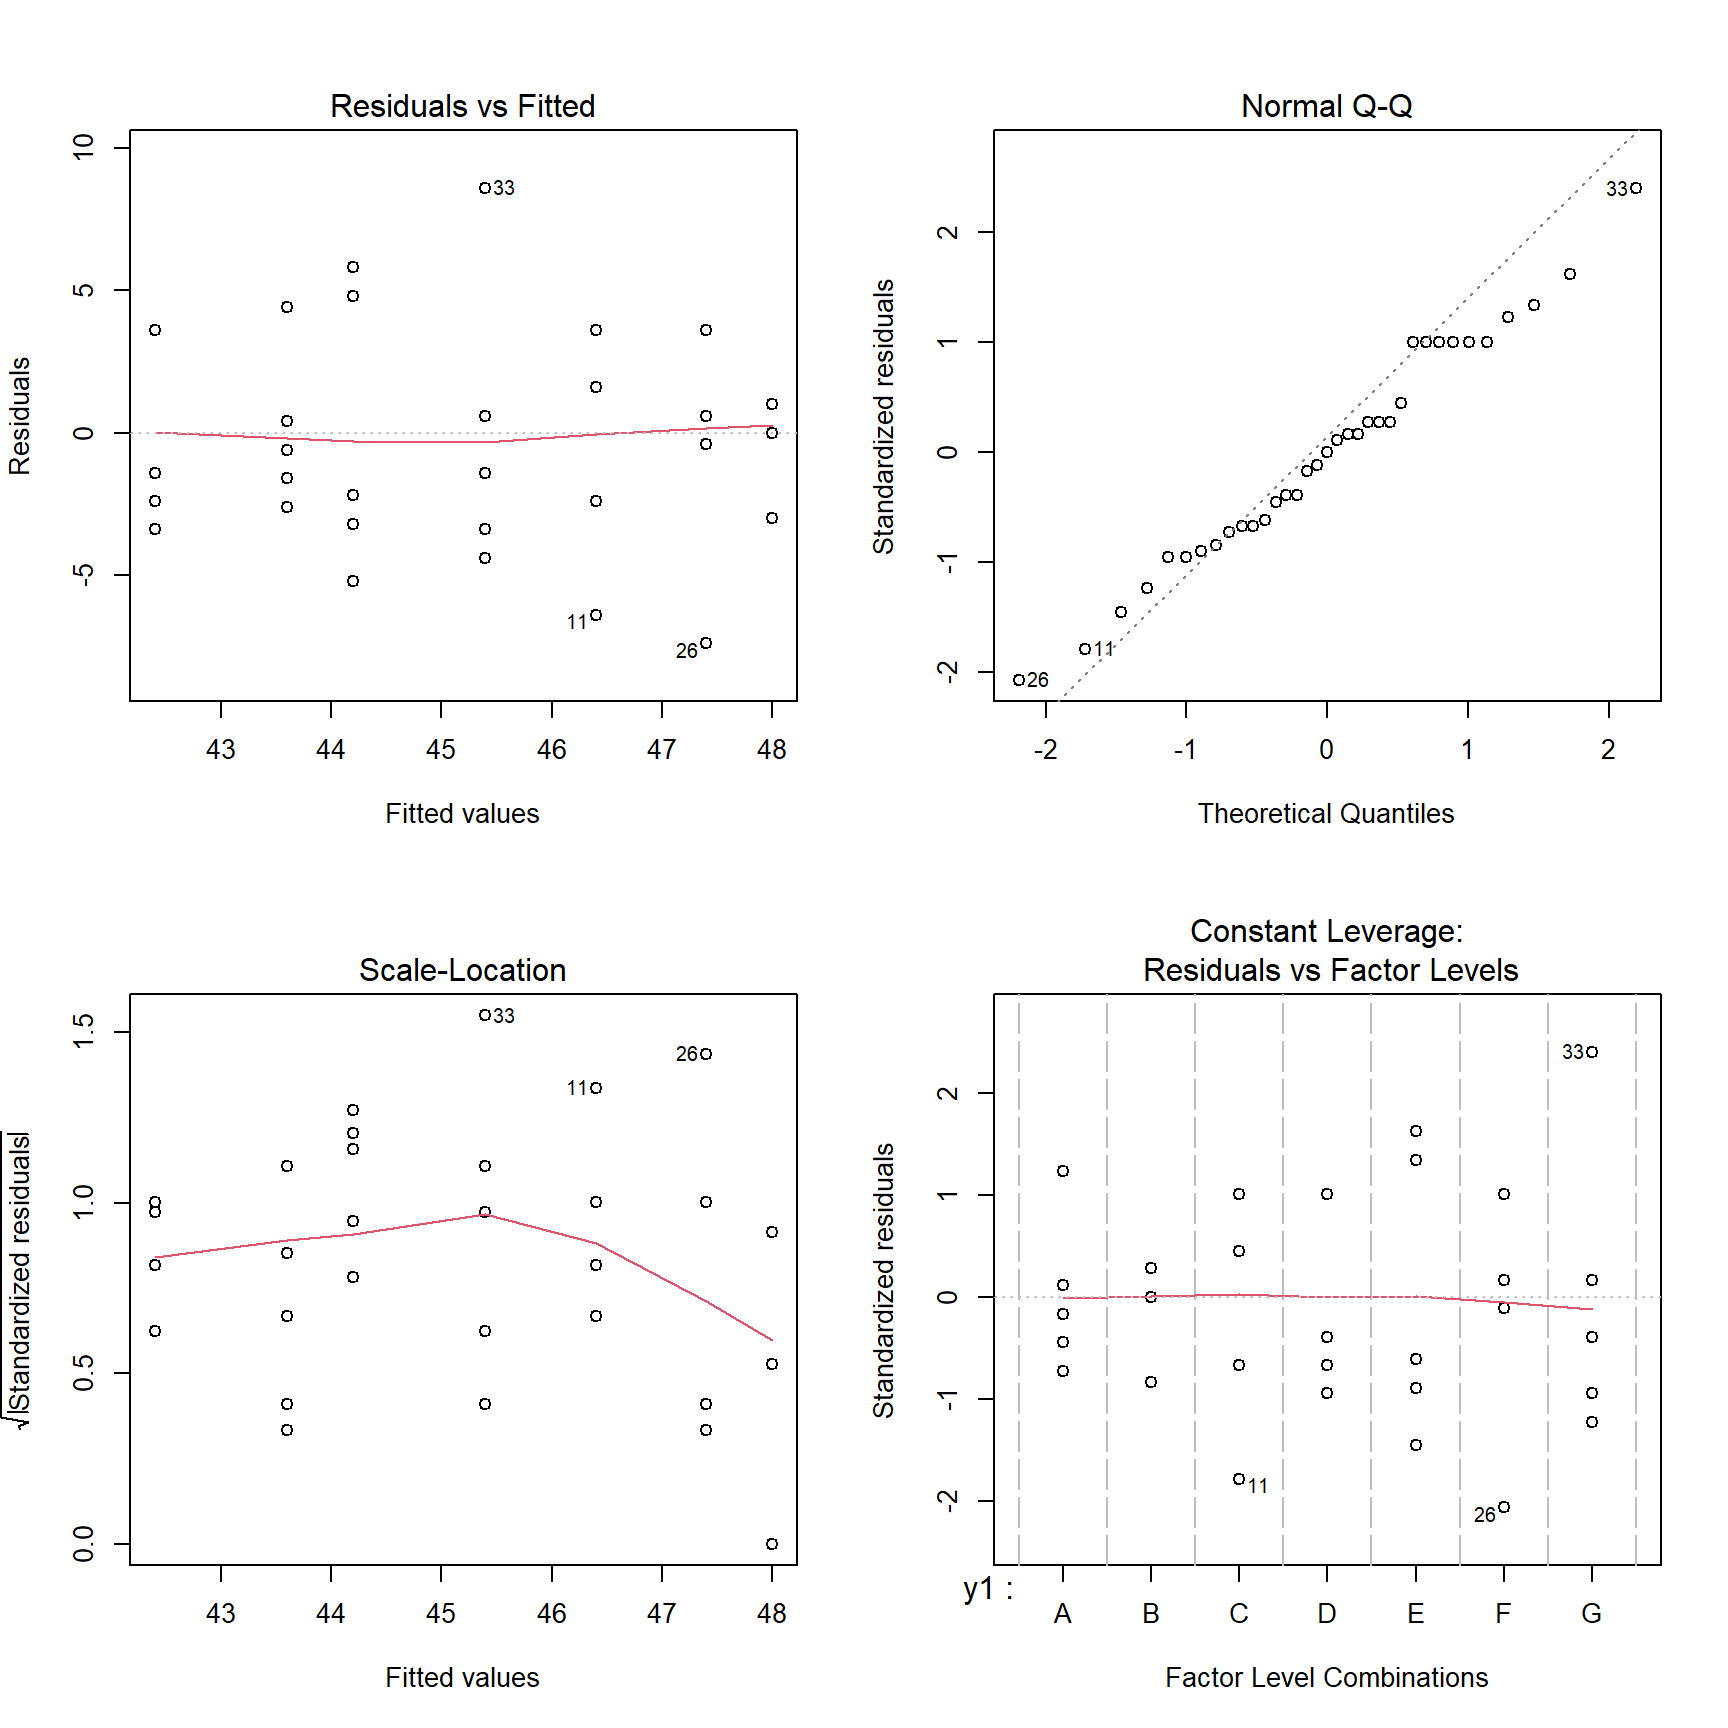 Residuals vs Fitted
Residuals
10
5
0
-5
33
11
26
43 44 45 46 47 48
Fitted values
Normal Q-Q
Standardized residuals
2
1
0
-1
-2
33
11
26
-2 -1 0 1 2
Theoretical Quantiles
Scale-Location
√|Standardized residuals|
1.5
1.0
0.5
0.0
33
26
11
43 44 45 46 47 48
Fitted values
Constant Leverage:
Residuals vs Factor Levels
Standardized residuals
2
1
0
-1
-2
33
11
26
y1 :
A B C D E F G
Factor Level Combinations